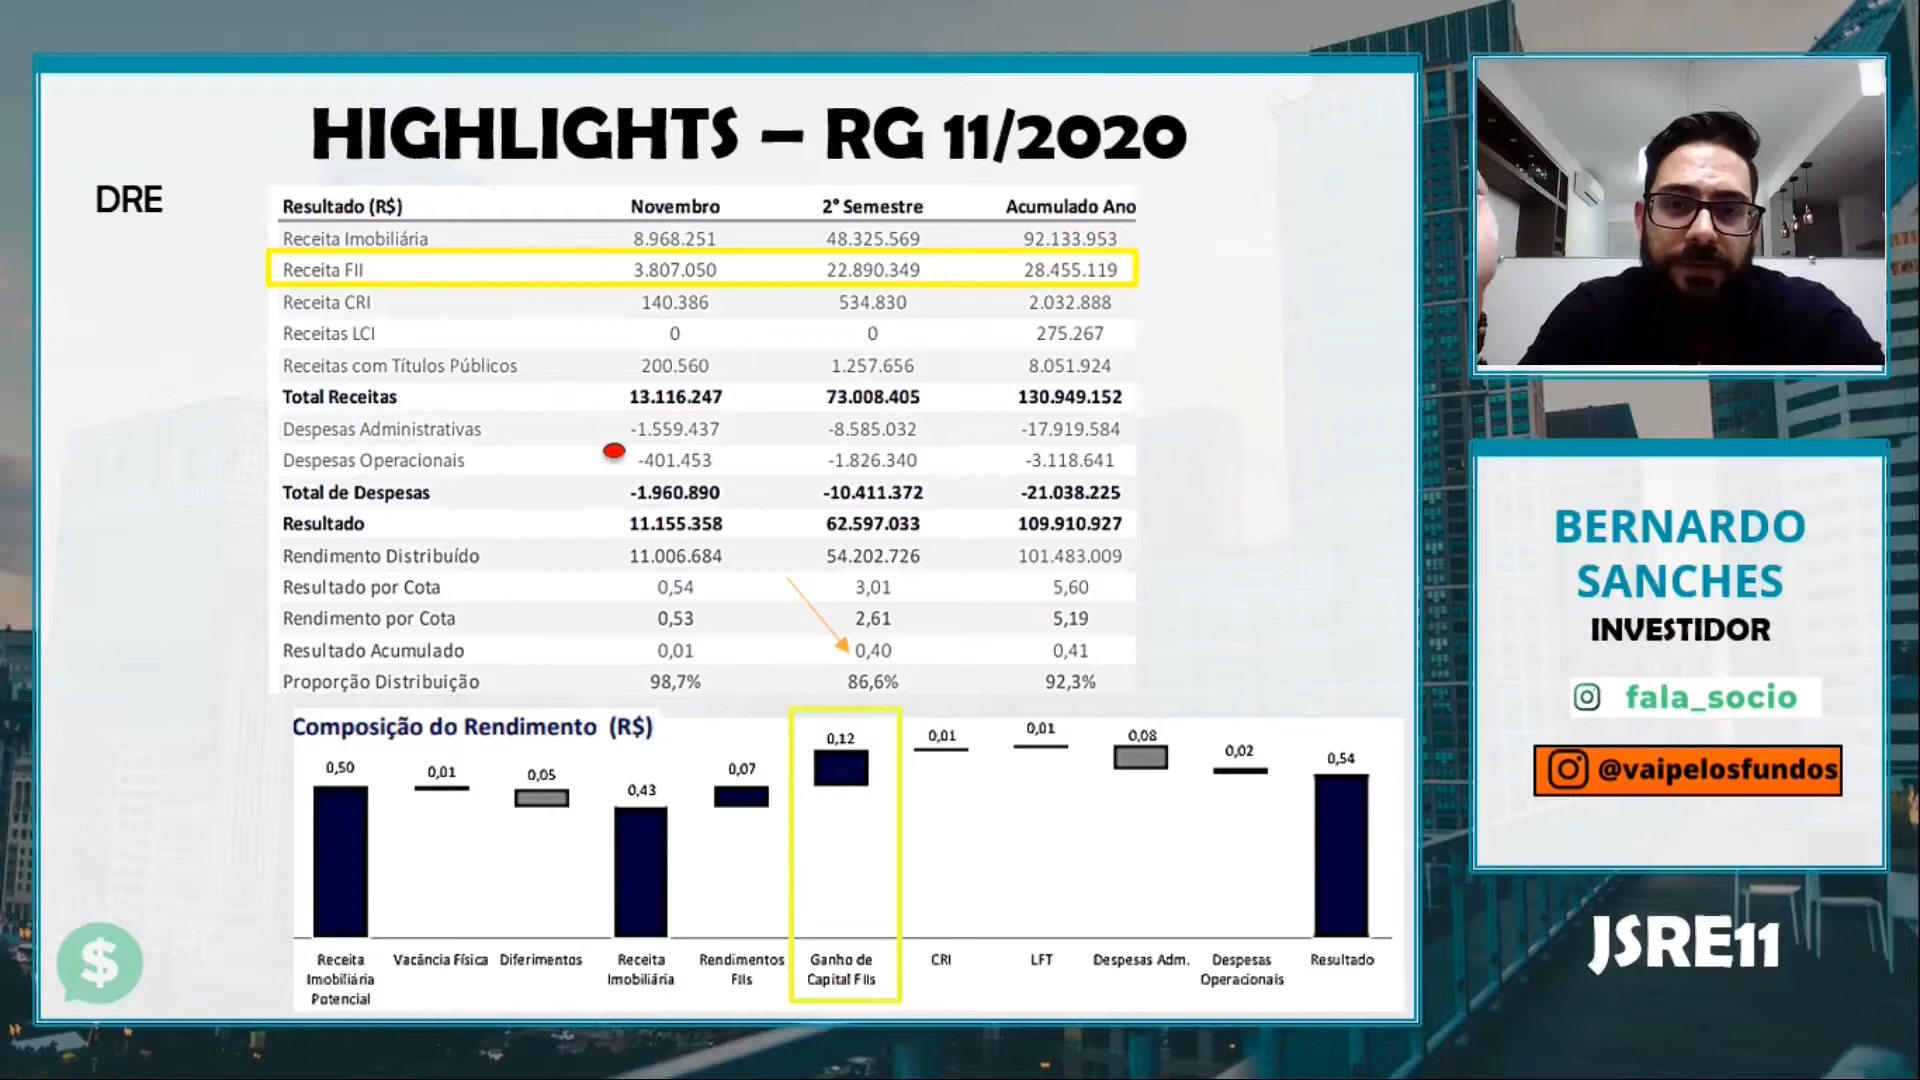 HIGHLIGHTS – RG 11/2020
DRE
Resultado (R$) Novembro 2° Semestre Acumulado Ano
Receita Imobiliária 8.968.251 48.325.569 92.133.953
Receita FII 3.807.050 22.890.349 28.455.119
Receita CRI 140.386 534.830 2.032.888
Receitas LCI 0 0 275.267
Receitas com Títulos Públicos 200.560 1.257.656 8.051.924
Total Receitas 13.116.247 73.008.405 130.949.152
Despesas Administrativas -1.559.437 -8.585.032 -17.919.584
Despesas Operacionais -401.453 -1.826.340 -3.118.641
Total de Despesas -1.960.890 -10.411.372 -21.038.225
Resultado 11.155.358 62.597.033 109.910.927
Rendimento Distribuído 11.006.684 54.202.726 101.483.009
Resultado por Cota 0,54 3,01 5,60
Rendimento por Cota 0,53 2,61 5,19
Resultado Acumulado 0,01 0,40 0,41
Proporção Distribuição 98,7% 86,6% 92,3%
Composição do Rendimento (R$)
0,50 0,01 0,05 0,43 0,07 0,12 0,01 0,01 0,08 0,02 0,54
Receita Imobiliária Potencial
Vacância Física
Diferimentos
Receita Imobiliária
Rendimentos FIIs
Ganho de Capital FIIs
CRI
LFT
Despesas Adm.
Despesas Operacionais
Resultado
$
BERNARDO
SANCHES
INVESTIDOR
fala_socio
@vaipelosfundos
JSRE11